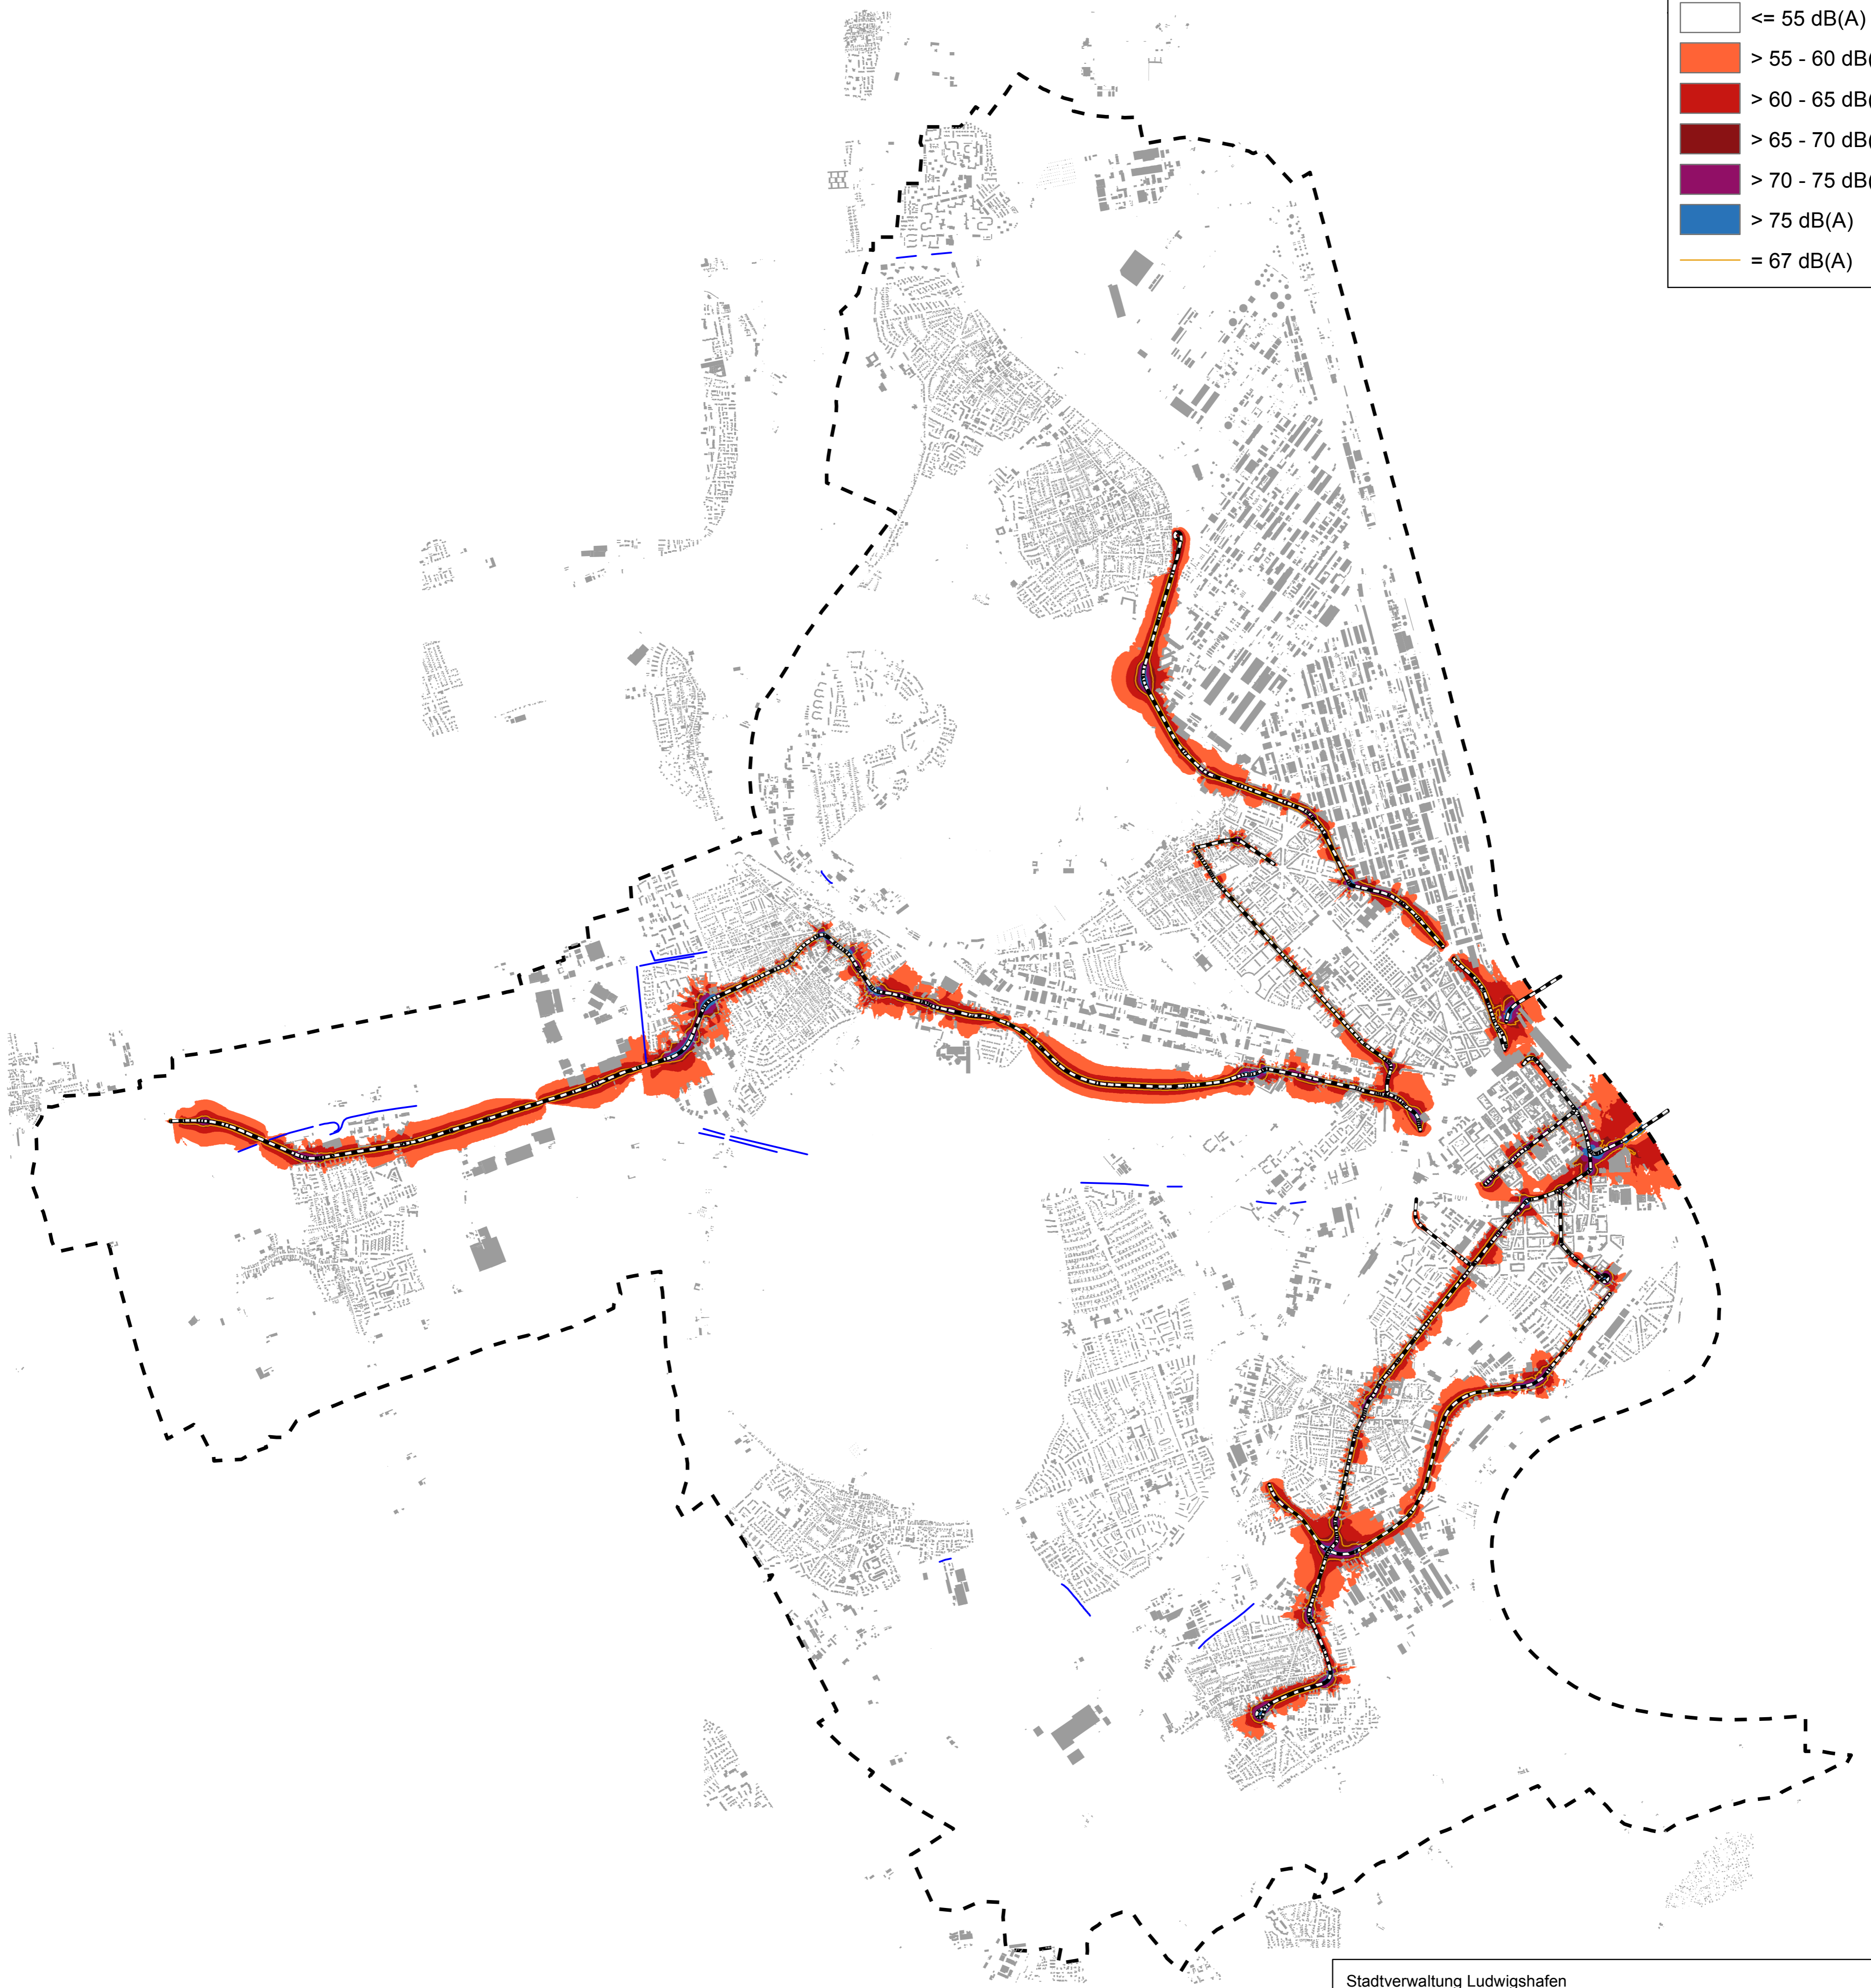 <= 55 dB(A)
> 55 - 60 dB(
> 60 - 65 dB(
> 65 - 70 dB(
> 70 - 75 dB(
> 75 dB(A)
= 67 dB(A)
Stadtverwaltung Ludwigshafen